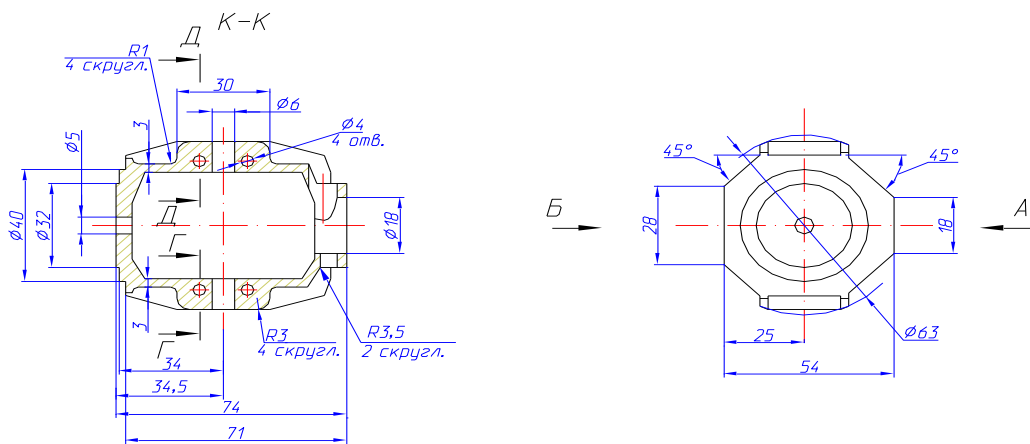 К-К
Д
R1
4 скругл.
30
Ø6
3
Ø4
4 отв.
Ø5
Ø40
Ø32
Д
Г
Ø18
3
R3
4 скругл.
R3,5
2 скругл.
Г
34
34,5
74
71
45°
45°
Б
А
28
18
Ø63
25
54